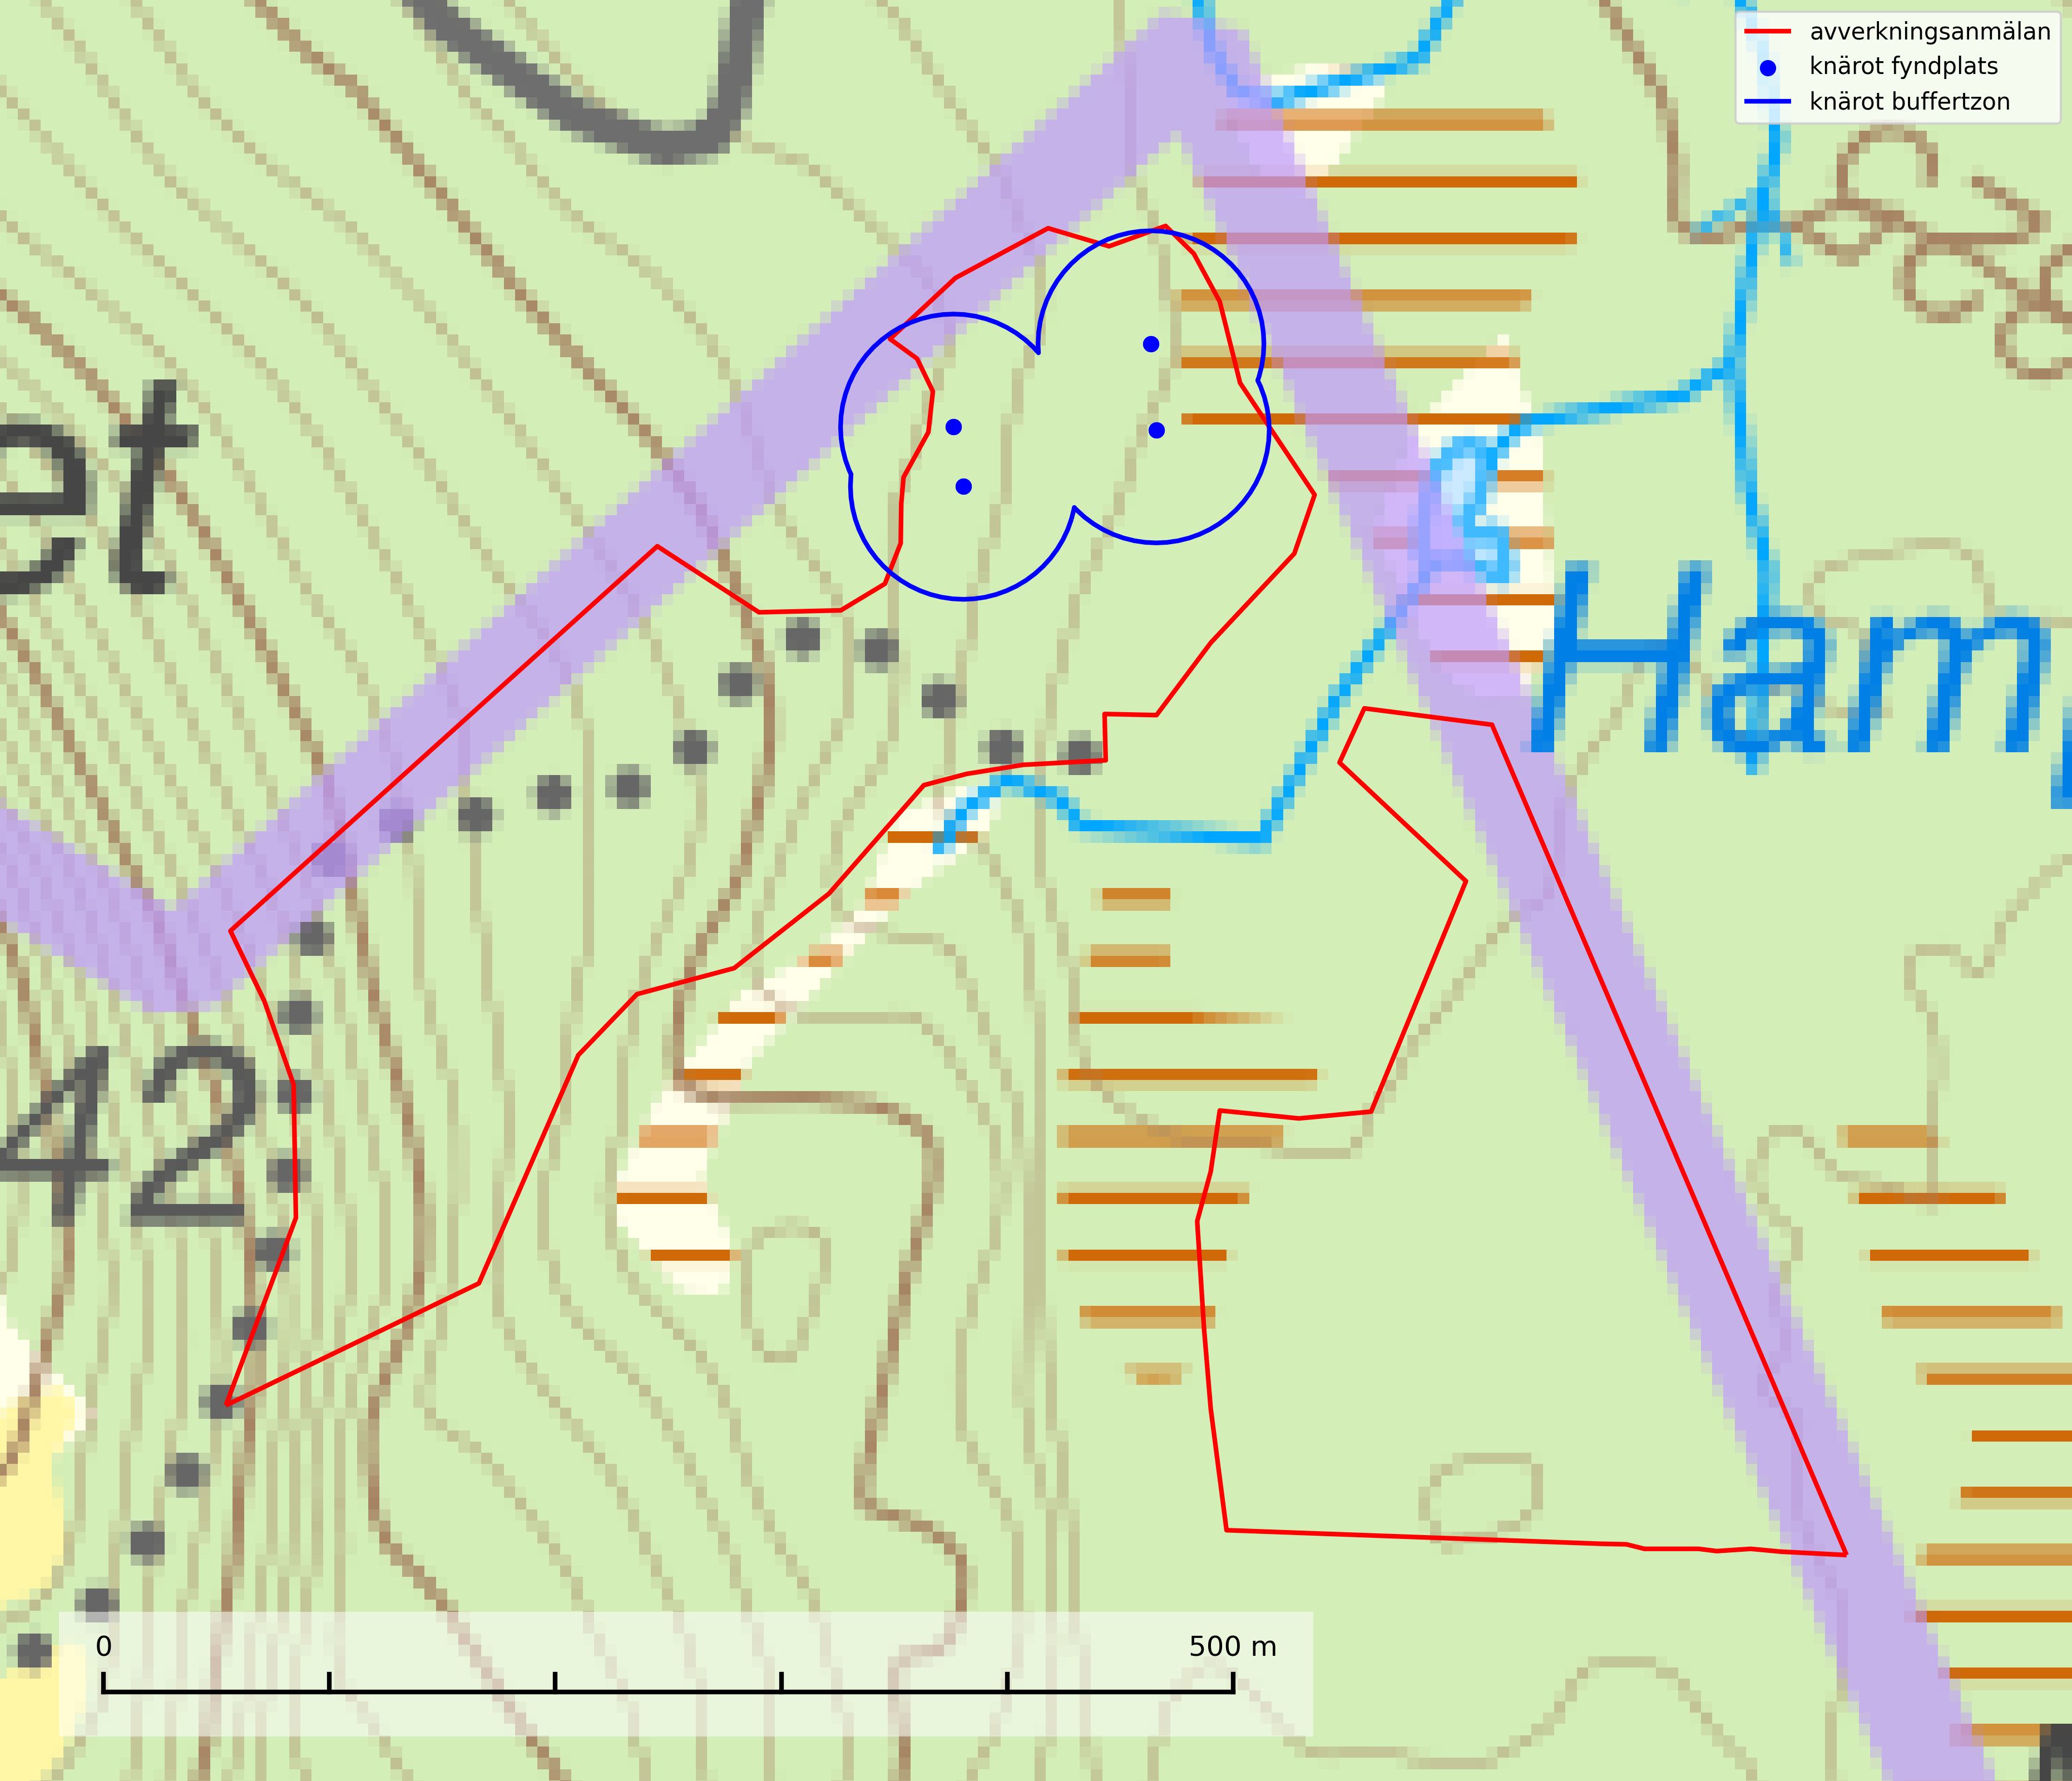 avverkningsanmälan
knärot fyndplats
knärot buffertzon
et
Ham
42
0 500 m